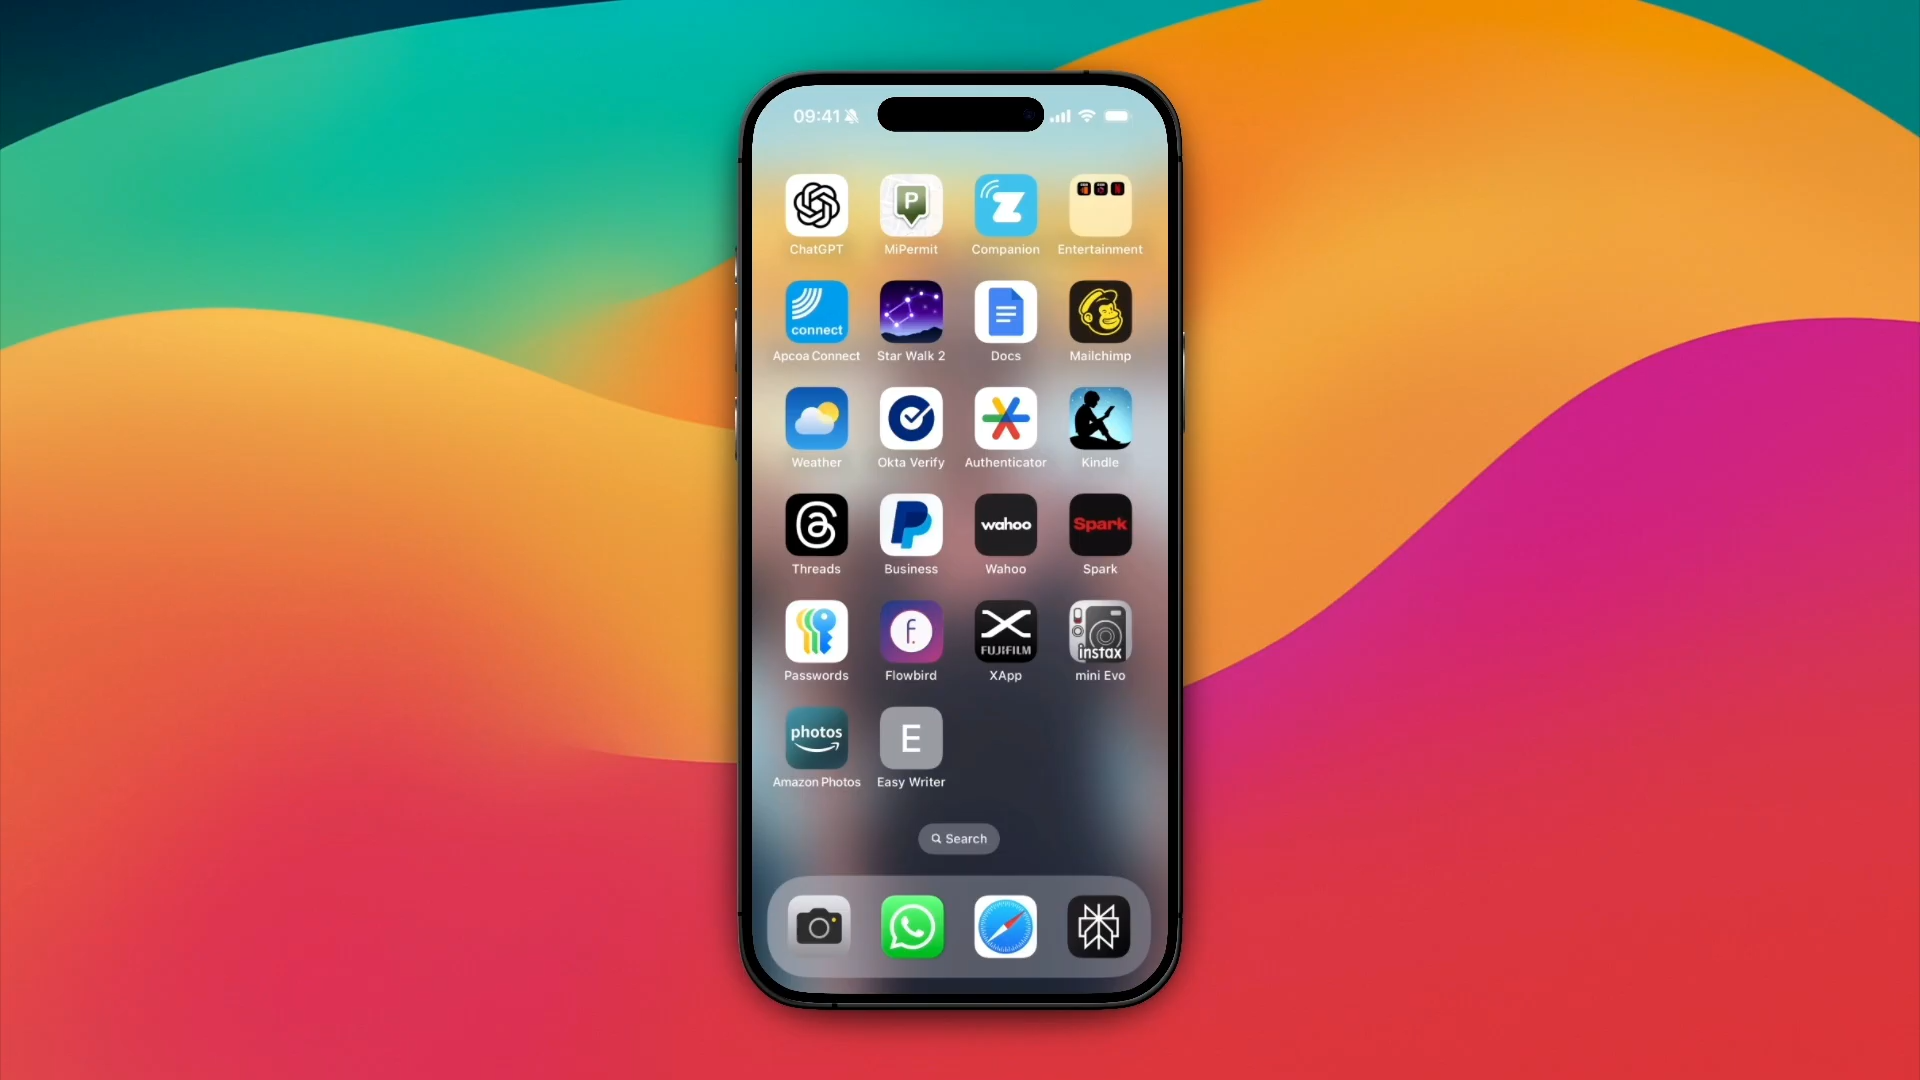 09:41
P
ChatGPT MiPermit Companion Entertainment
connect
Apcoa Connect Star Walk 2 Docs Mailchimp
Weather Okta Verify Authenticator Kindle
wahoo Spark
Threads Business Wahoo Spark
f.
FUJIFILM instax
Passwords Flowbird XApp mini Evo
photos E
Amazon Photos Easy Writer
Search